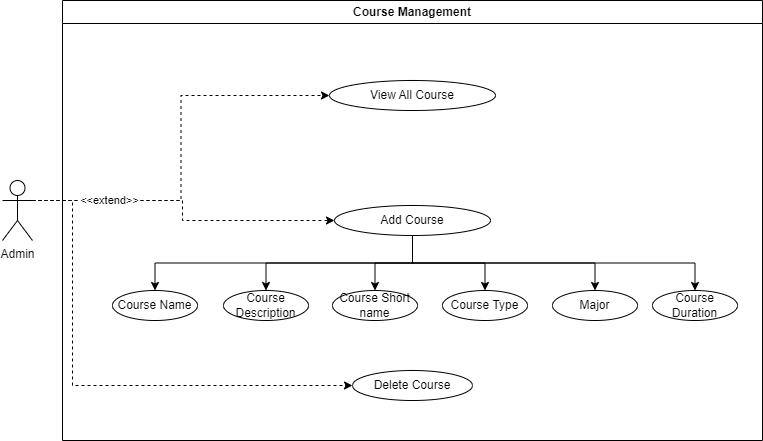 Course Management
View All Course
<<extend>>
Add Course
Admin
Course Name
Course
Description
Course Short
name
Course Type
Major
Course
Duration
Delete Course